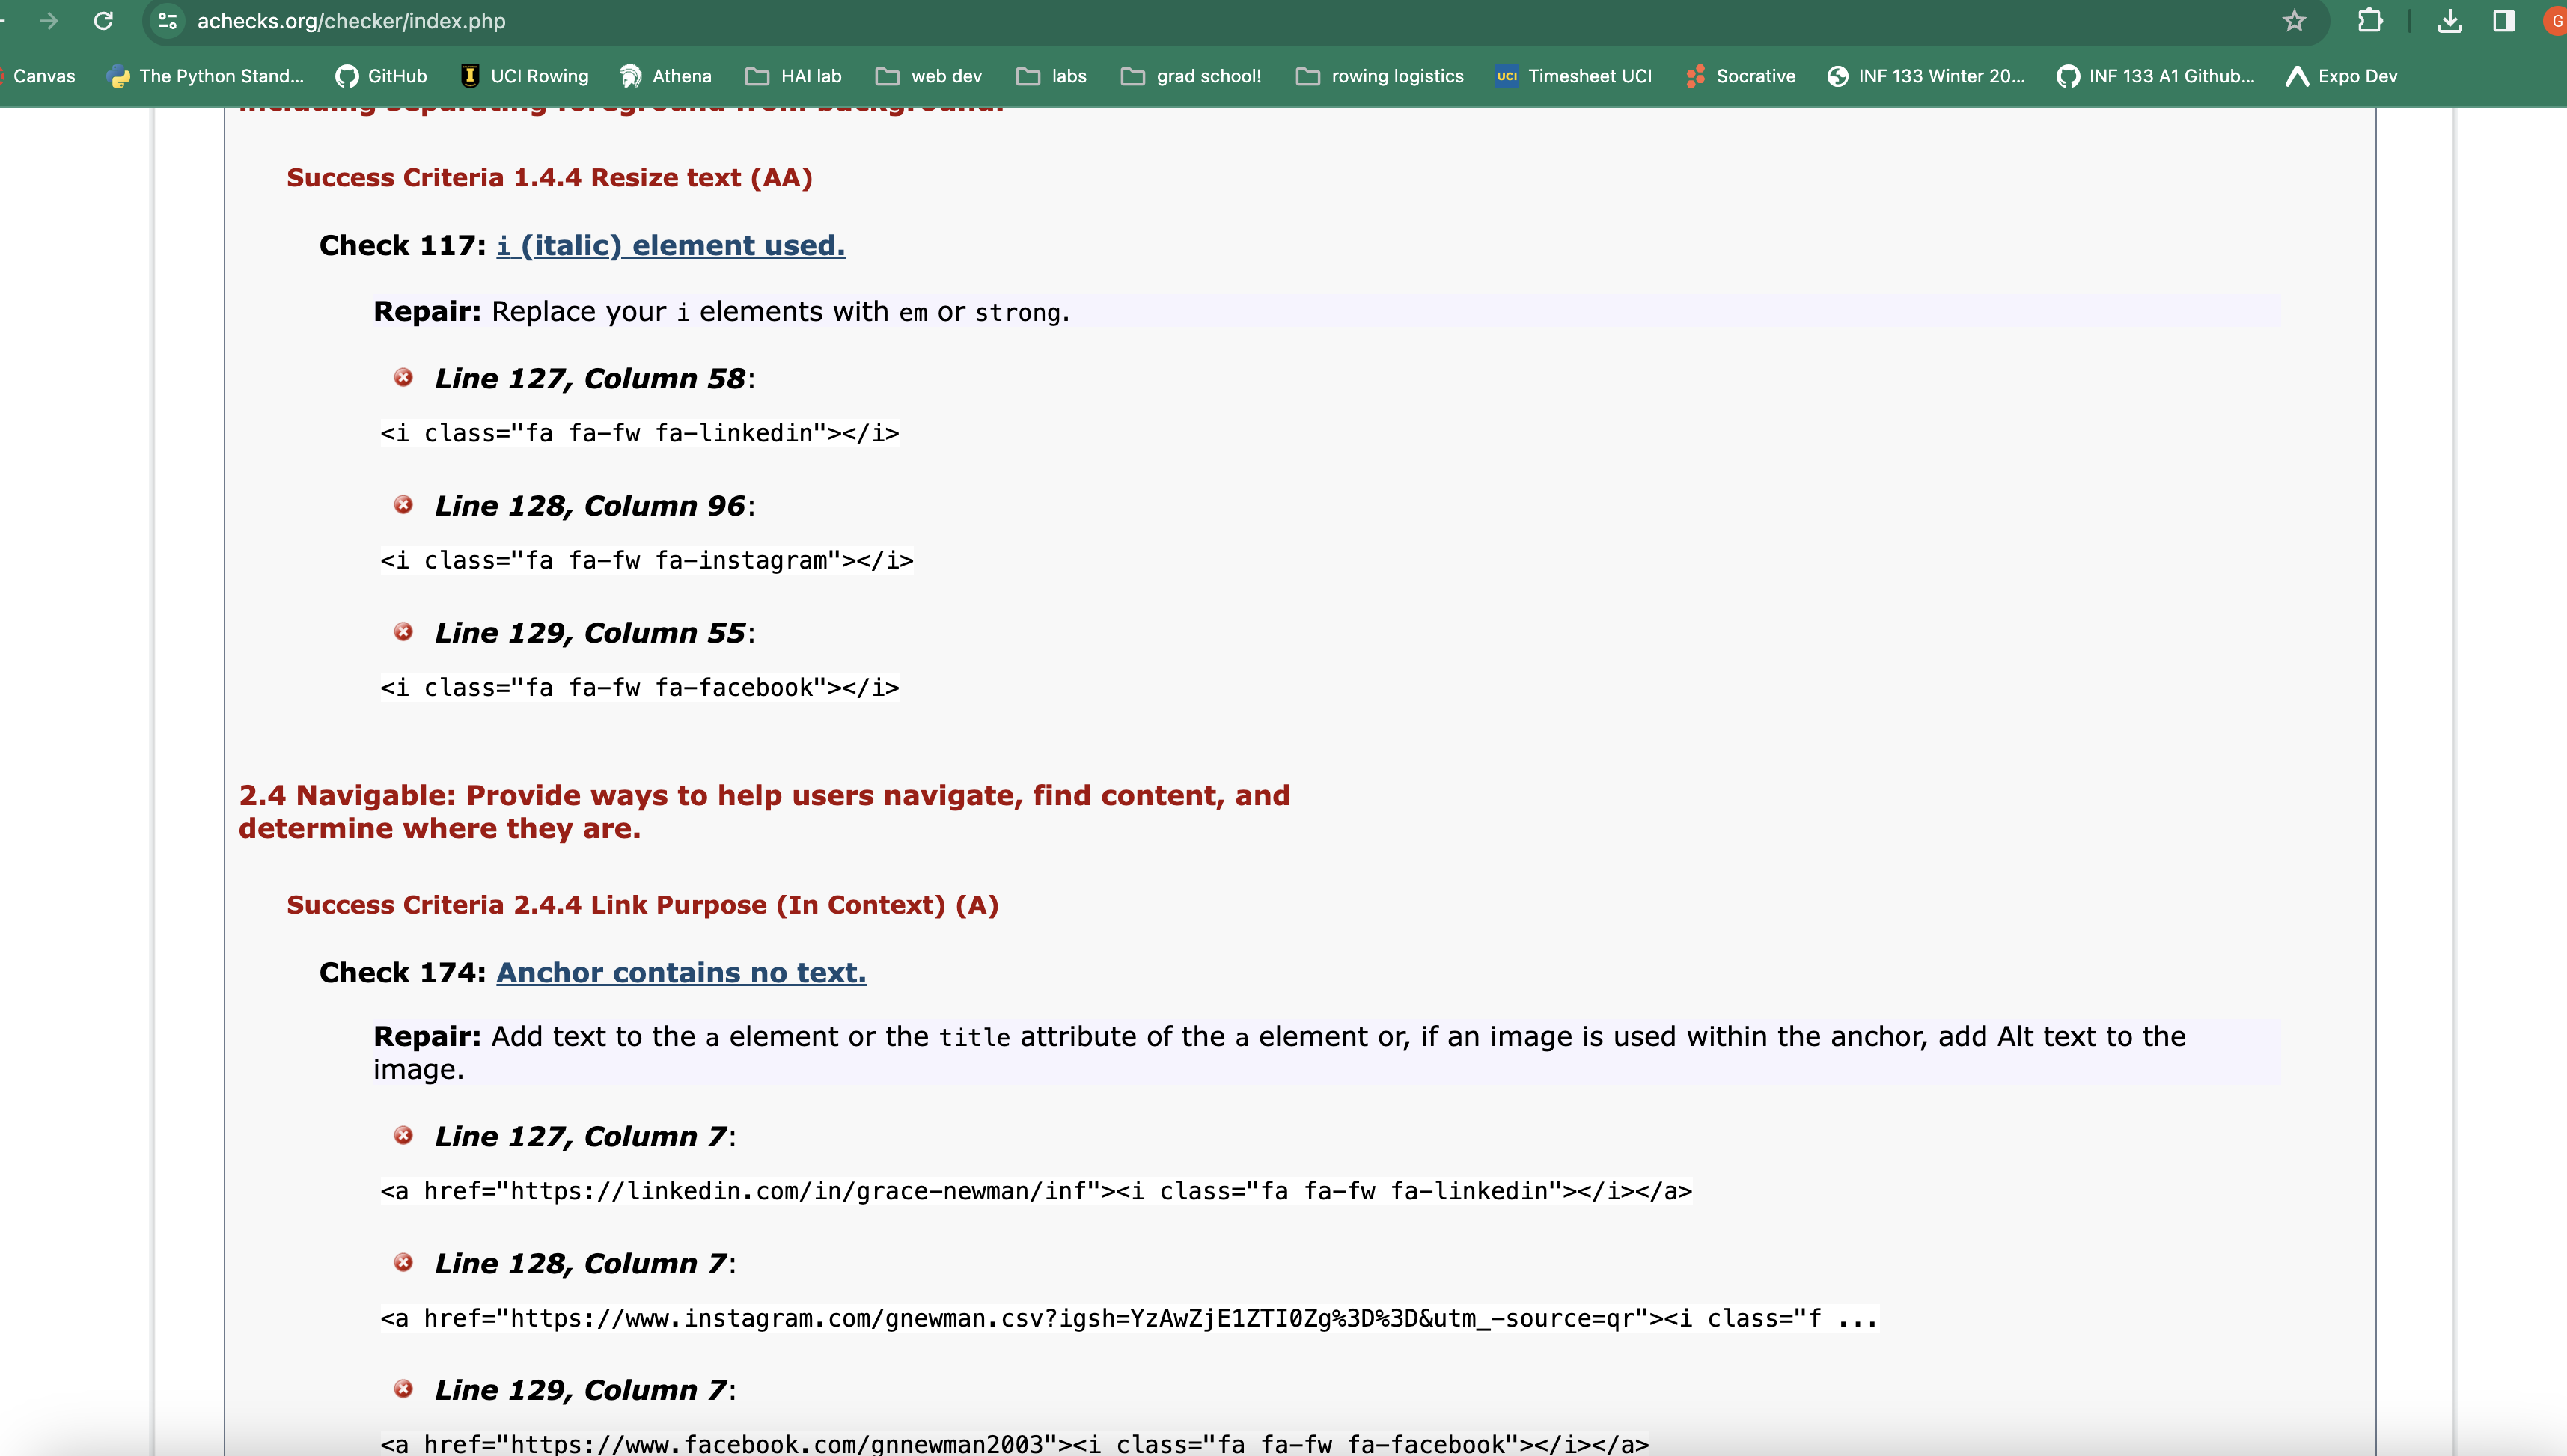 achecks.org/checker/index.php
G
Canvas The Python Stand... GitHub UCI Rowing Athena HAI lab web dev labs grad school! rowing logistics UCI Timesheet UCI Socrative INF 133 Winter 20... INF 133 A1 Github... Expo Dev
including separating foreground from background.
Success Criteria 1.4.4 Resize text (AA)
Check 117: i (italic) element used.
Repair: Replace your i elements with em or strong.
Line 127, Column 58:
<i class="fa fa-fw fa-linkedin"></i>
Line 128, Column 96:
<i class="fa fa-fw fa-instagram"></i>
Line 129, Column 55:
<i class="fa fa-fw fa-facebook"></i>
2.4 Navigable: Provide ways to help users navigate, find content, and
determine where they are.
Success Criteria 2.4.4 Link Purpose (In Context) (A)
Check 174: Anchor contains no text.
Repair: Add text to the a element or the title attribute of the a element or, if an image is used within the anchor, add Alt text to the
image.
Line 127, Column 7:
<a href="https://linkedin.com/in/grace-newman/inf"><i class="fa fa-fw fa-linkedin"></i></a>
Line 128, Column 7:
<a href="https://www.instagram.com/gnewman.csv?igsh=YzAwZjE1ZTI0Zg%3D%3D&utm_-source=qr"><i class="f ...
Line 129, Column 7:
<a href="https://www.facebook.com/gnnewman2003"><i class="fa fa-fw fa-facebook"></i></a>